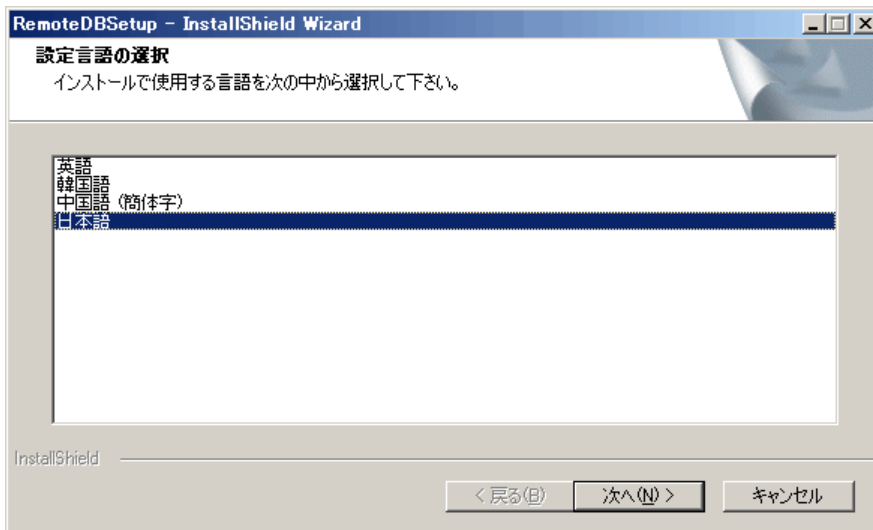 RemoteDBSetup - InstallShield Wizard
設定言語の選択
インストールで使用する言語を次の中から選択して下さい。
英語
韓国語
中国語 (簡体字)
日本語
InstallShield
< 戻る(B)
次へ(N) >
キャンセル